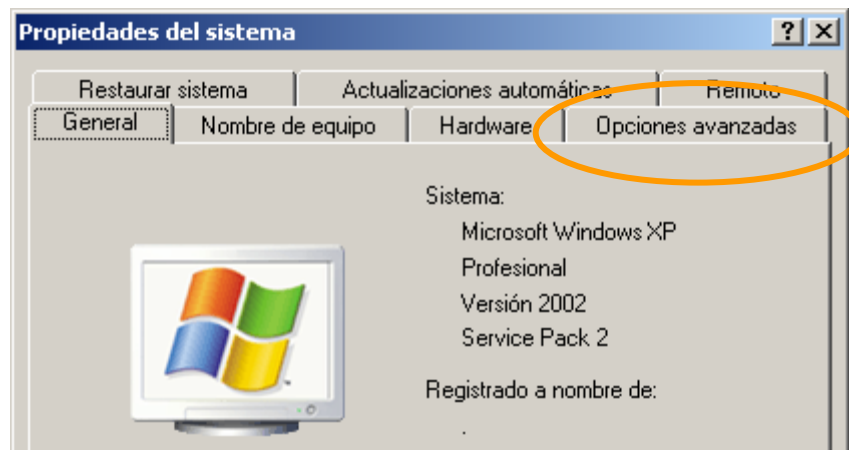 Propiedades del sistema
Restaurar sistema Actualizaciones automáticas Remoto
General Nombre de equipo Hardware Opciones avanzadas
Sistema:
Microsoft Windows XP
Profesional
Versión 2002
Service Pack 2
Registrado a nombre de:
.